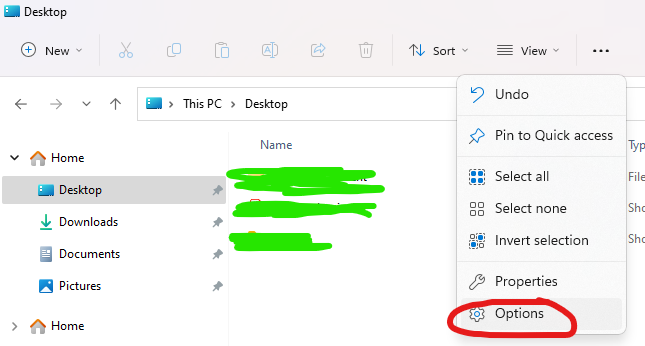 Desktop
New Sort View ...
This PC > Desktop
Undo
Name
Pin to Quick access
Typ
Home
Desktop
Select all
File
Downloads
Select none
Sho
Documents
Invert selection
Sho
Pictures
Properties
Options
Home